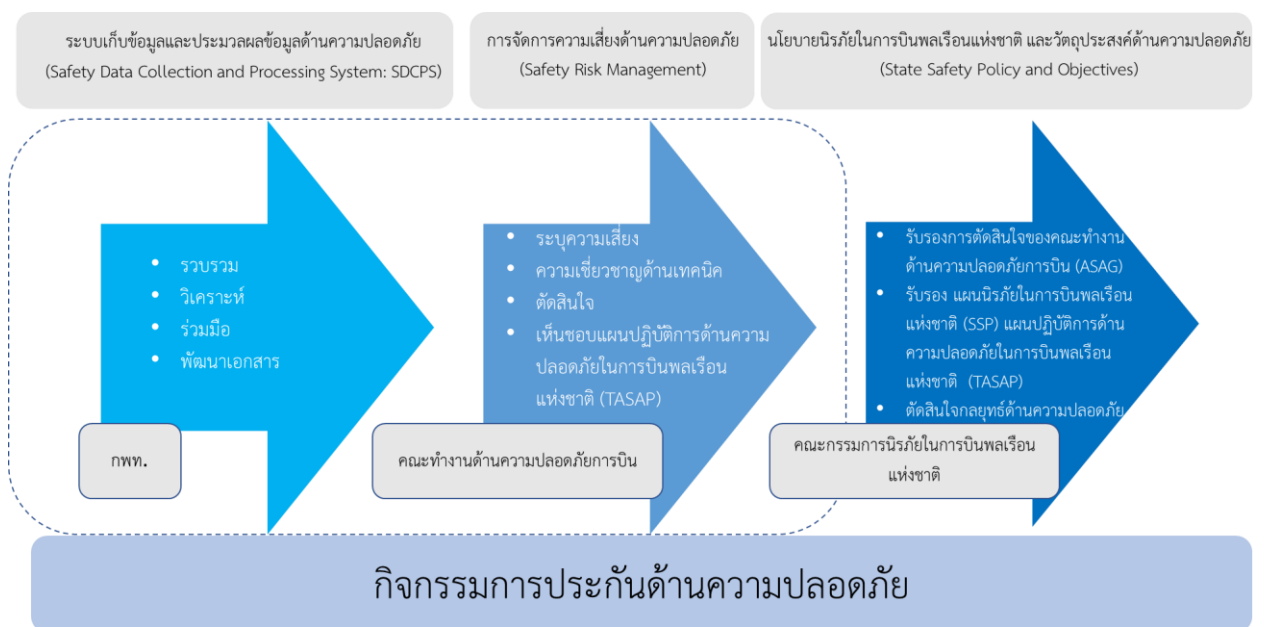 ระบบเก็บข้อมูลและประมวลผลข้อมูลด้านความปลอดภัย
(Safety Data Collection and Processing System: SDCPS)
การจัดการความเสี่ยงด้านความปลอดภัย
(Safety Risk Management)
นโยบายนิรภัยในการบินพลเรือนแห่งชาติ และวัตถุประสงค์ด้านความปลอดภัย
(State Safety Policy and Objectives)
• รวบรวม
• วิเคราะห์
• ร่วมมือ
• พัฒนาเอกสาร
กพท.
• ระบุความเสี่ยง
• ความเชี่ยวชาญด้านเทคนิค
• ตัดสินใจ
• เห็นชอบแผนปฏิบัติการด้านความ
ปลอดภัยในการบินพลเรือน
แห่งชาติ (TASAP)
คณะทำงานด้านความปลอดภัยการบิน
• รับรองการตัดสินใจของคณะทำงาน
ด้านความปลอดภัยการบิน (ASAG)
• รับรอง แผนนิรภัยในการบินพลเรือน
แห่งชาติ (SSP) แผนปฏิบัติการด้าน
ความปลอดภัยในการบินพลเรือน
แห่งชาติ (TASAP)
• ตัดสินใจกลยุทธ์ด้านความปลอดภัย
คณะกรรมการนิรภัยในการบินพลเรือน
แห่งชาติ
กิจกรรมการประกันด้านความปลอดภัย